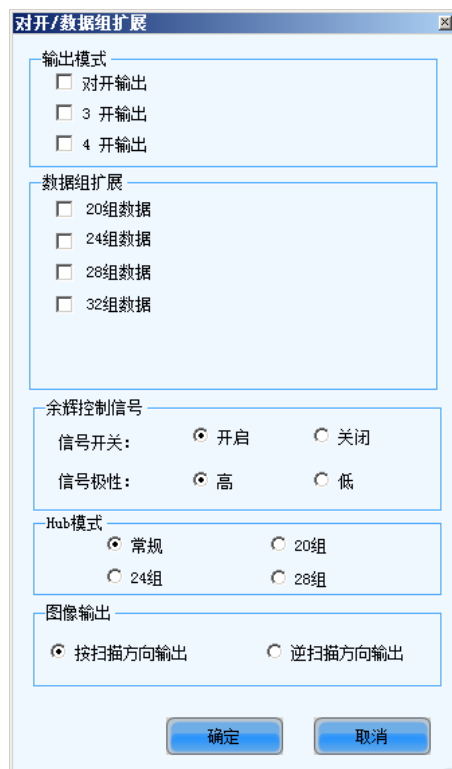 对开/数据组扩展
输出模式
对开输出
3 开输出
4 开输出
数据组扩展
20组数据
24组数据
28组数据
32组数据
余辉控制信号
信号开关： 开启 关闭
信号极性： 高 低
Hub模式
常规 20组
24组 28组
图像输出
按扫描方向输出 逆扫描方向输出
确定 取消